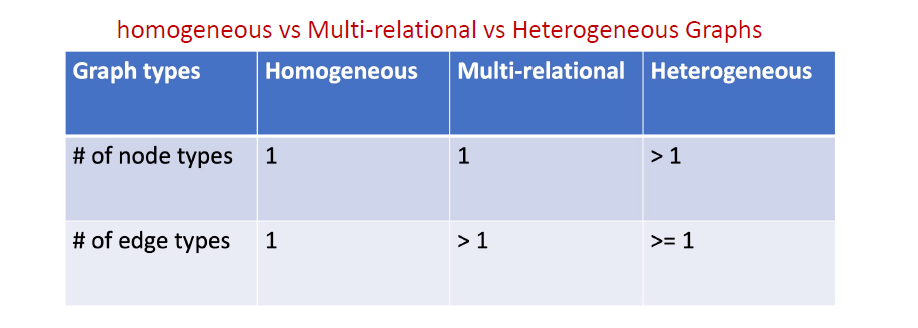 homogeneous vs Multi-relational vs Heterogeneous Graphs
Graph types Homogeneous Multi-relational Heterogeneous
# of node types 1 1 > 1
# of edge types 1 > 1 >= 1